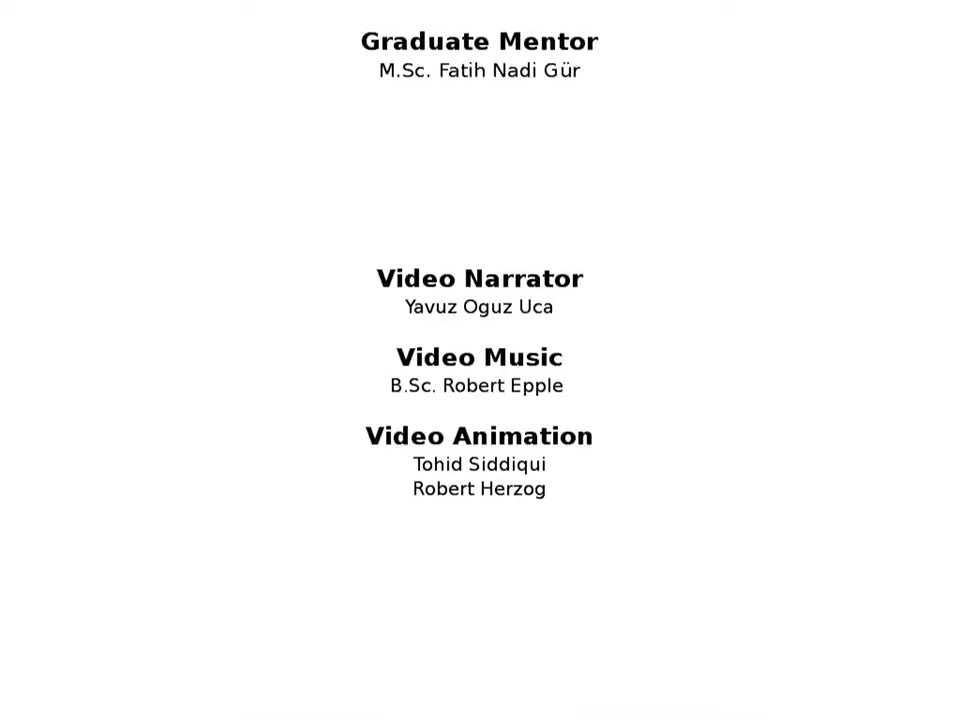 Graduate Mentor
M.Sc. Fatih Nadi Gür
Video Narrator
Yavuz Oguz Uca
Video Music
B.Sc. Robert Epple
Video Animation
Tohid Siddiqui
Robert Herzog